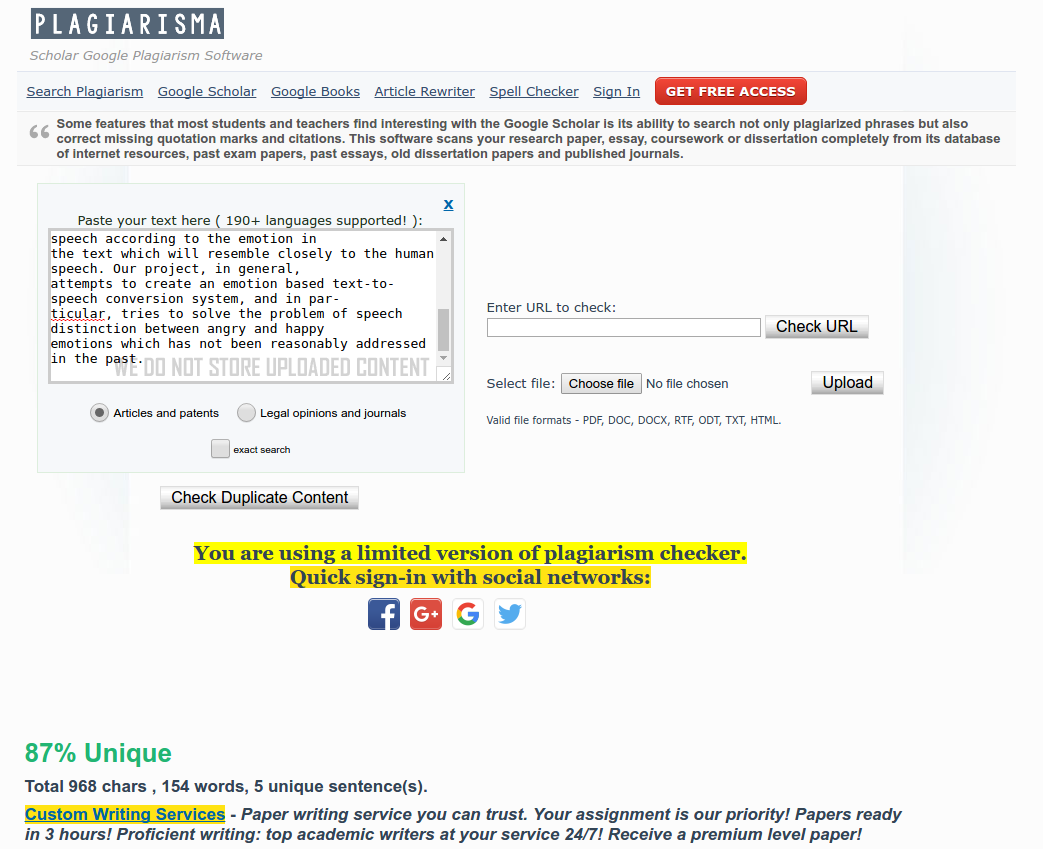 PLAGIARISMA
Scholar Google Plagiarism Software
Search Plagiarism Google Scholar Google Books Article Rewriter Spell Checker Sign In GET FREE ACCESS
“ Some features that most students and teachers find interesting with the Google Scholar is its ability to search not only plagiarized phrases but also
correct missing quotation marks and citations. This software scans your research paper, essay, coursework or dissertation completely from its database
of internet resources, past exam papers, past essays, old dissertation papers and published journals.
x
Paste your text here ( 190+ languages supported! ):
speech according to the emotion in
the text which will resemble closely to the human
speech. Our project, in general,
attempts to create an emotion based text-to-
speech conversion system, and in par-
ticular, tries to solve the problem of speech
distinction between angry and happy
emotions which has not been reasonably addressed
in the past.
WE DO NOT STORE UPLOADED CONTENT
Articles and patents Legal opinions and journals
exact search
Check Duplicate Content
Enter URL to check:
Check URL
Select file: Choose file No file chosen Upload
Valid file formats - PDF, DOC, DOCX, RTF, ODT, TXT, HTML.
You are using a limited version of plagiarism checker.
Quick sign-in with social networks:
f G+ G
87% Unique
Total 968 chars , 154 words, 5 unique sentence(s).
Custom Writing Services - Paper writing service you can trust. Your assignment is our priority! Papers ready
in 3 hours! Proficient writing: top academic writers at your service 24/7! Receive a premium level paper!